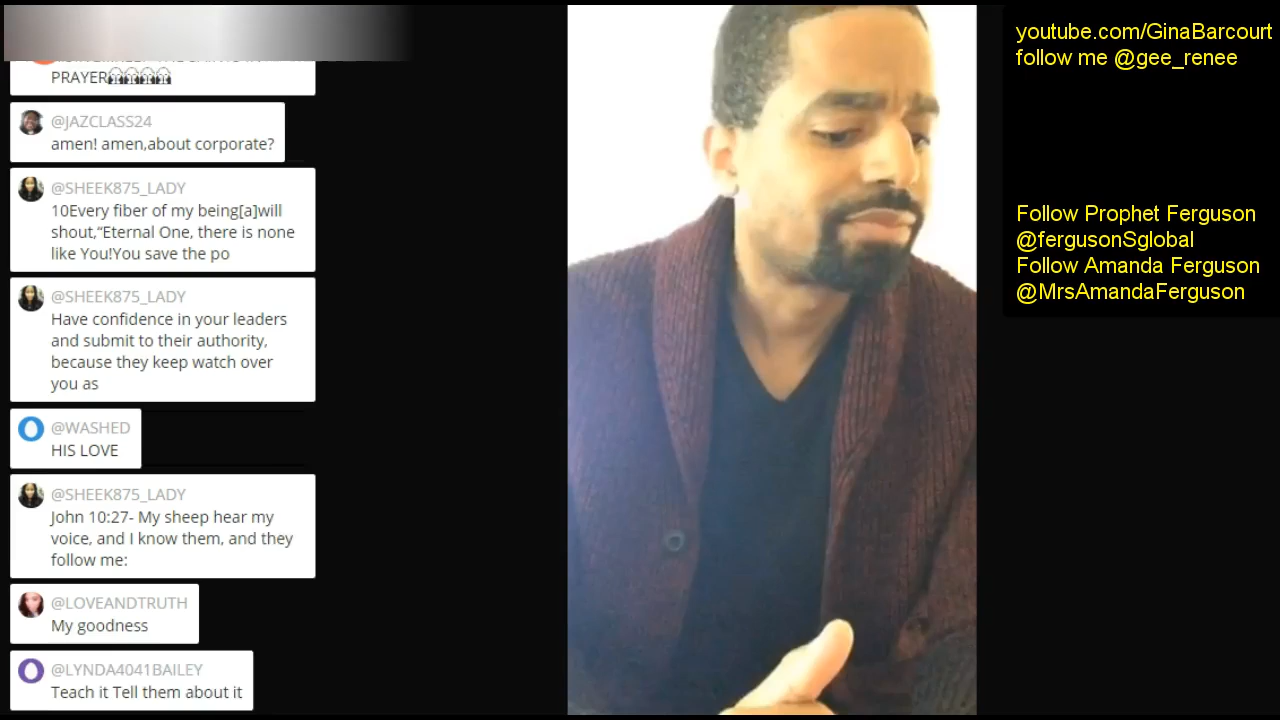 PRAYER
@JAZCLASS24
amen! amen,about corporate?
@SHEEK875_LADY
10Every fiber of my being[a]will
shout,“Eternal One, there is none
like You!You save the po
@SHEEK875_LADY
Have confidence in your leaders
and submit to their authority,
because they keep watch over
you as
@WASHED
HIS LOVE
@SHEEK875_LADY
John 10:27- My sheep hear my
voice, and I know them, and they
follow me:
@LOVEANDTRUTH
My goodness
@LYNDA4041BAILEY
Teach it Tell them about it
youtube.com/GinaBarcourt
follow me @gee_renee
Follow Prophet Ferguson
@fergusonSglobal
Follow Amanda Ferguson
@MrsAmandaFerguson